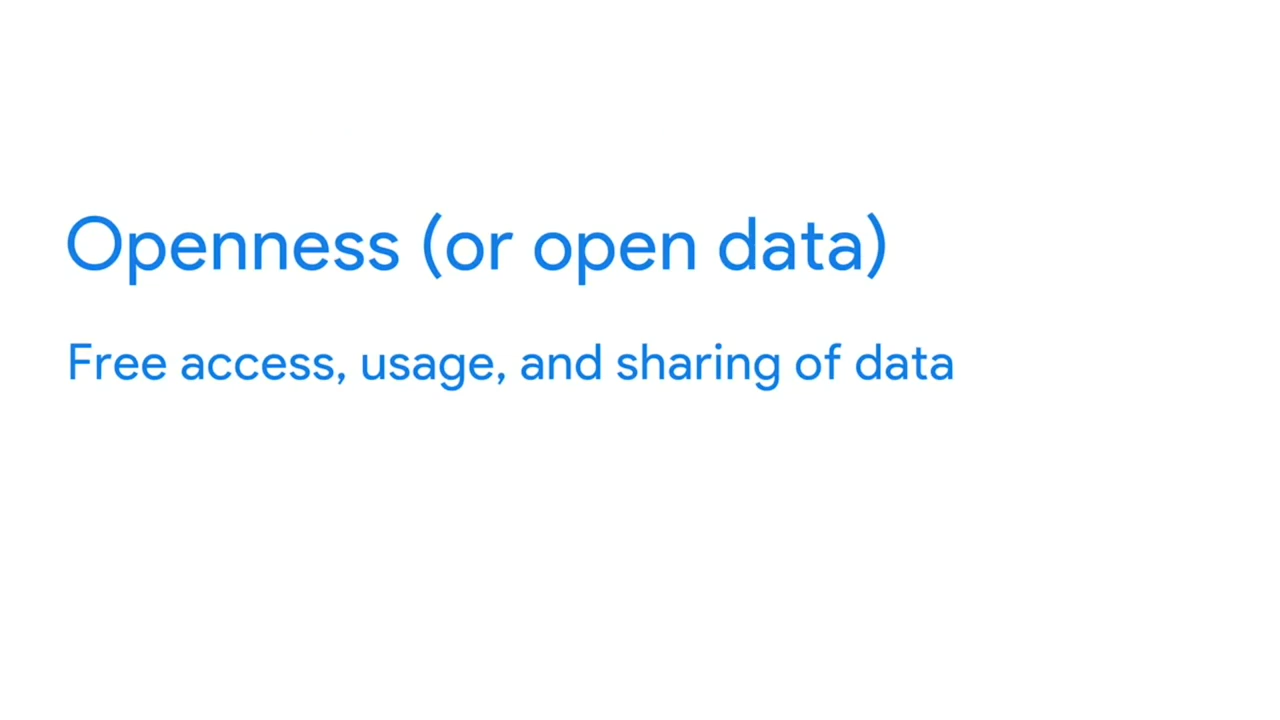 Openness (or open data)
Free access, usage, and sharing of data